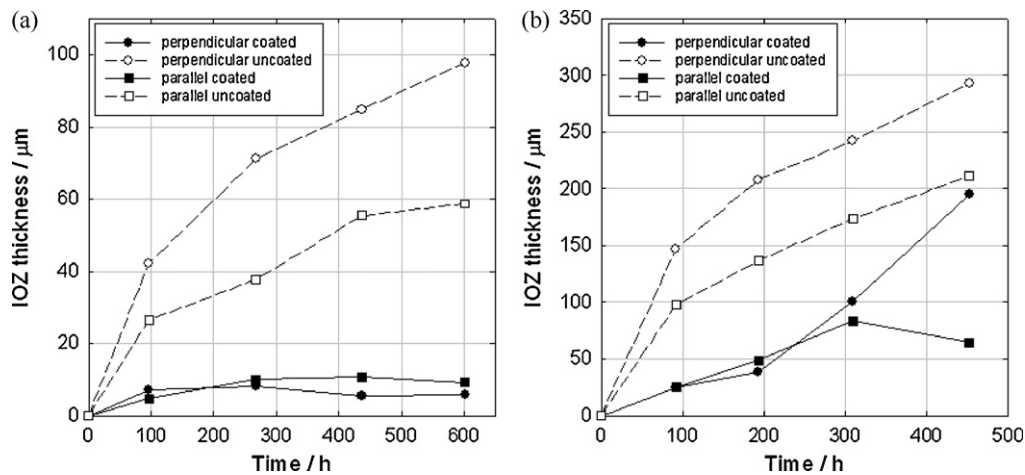 (a)
100
80
60
40
20
0
IOZ thickness / μm
perpendicular coated
perpendicular uncoated
parallel coated
parallel uncoated
0 100 200 300 400 500 600
Time / h
(b)
350
300
250
200
150
100
50
0
IOZ thickness / μm
perpendicular coated
perpendicular uncoated
parallel coated
parallel uncoated
0 100 200 300 400 500
Time / h